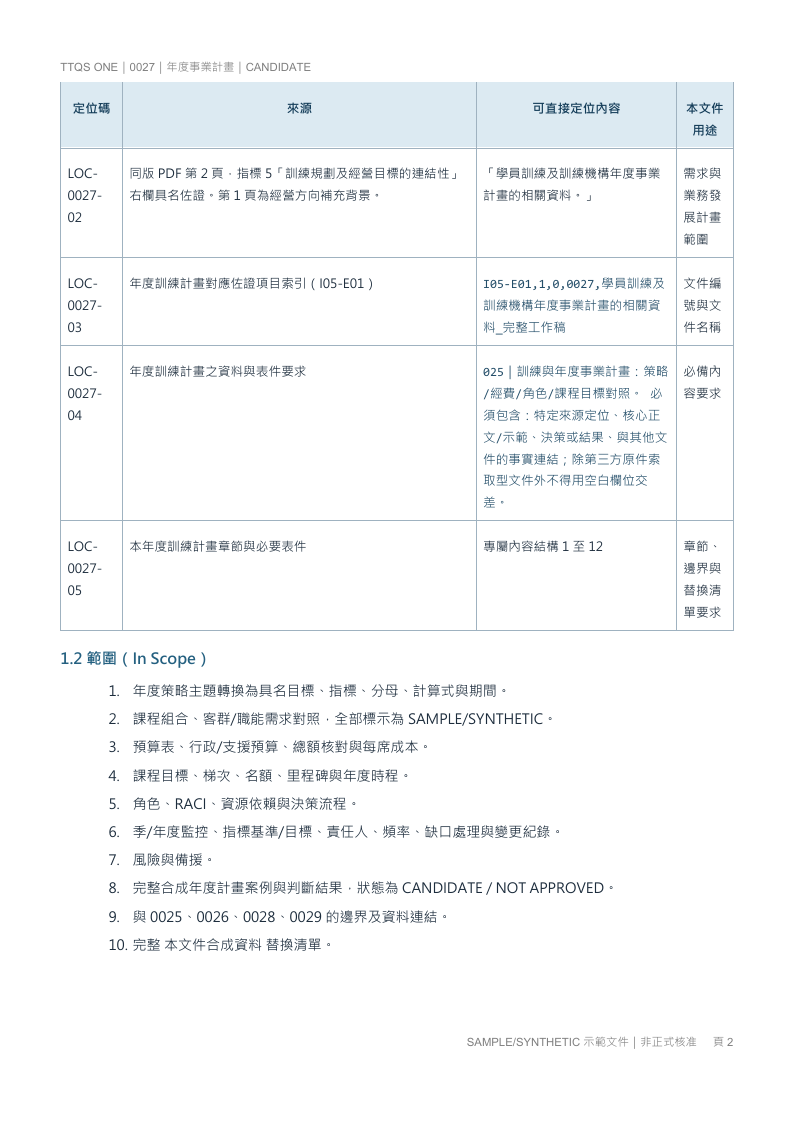 TTQS ONE｜0027｜年度事業計畫｜CANDIDATE
定位碼
來源
可直接定位內容
本文件
用途
LOC-
0027-
02
同版 PDF 第 2 頁，指標 5「訓練規劃及經營目標的連結性」
右欄具名佐證。第 1 頁為經營方向補充背景。
「學員訓練及訓練機構年度事業
計畫的相關資料。」
需求與
業務發
展計畫
範圍
LOC-
0027-
03
年度訓練計畫對應佐證項目索引（I05-E01）
I05-E01,1,0,0027,學員訓練及
訓練機構年度事業計畫的相關資
料_完整工作稿
文件編
號與文
件名稱
LOC-
0027-
04
年度訓練計畫之資料與表件要求
025｜訓練與年度事業計畫：策略
/經費/角色/課程目標對照。 必
須包含：特定來源定位、核心正
文/示範、決策或結果、與其他文
件的事實連結；除第三方原件索
取型文件外不得用空白欄位交
差。
必備內
容要求
LOC-
0027-
05
本年度訓練計畫章節與必要表件
專屬內容結構 1 至 12
章節、
邊界與
替換清
單要求
1.2 範圍（In Scope）
1. 年度策略主題轉換為具名目標、指標、分母、計算式與期間。
2. 課程組合、客群/職能需求對照，全部標示為 SAMPLE/SYNTHETIC。
3. 預算表、行政/支援預算、總額核對與每席成本。
4. 課程目標、梯次、名額、里程碑與年度時程。
5. 角色、RACI、資源依賴與決策流程。
6. 季/年度監控、指標基準/目標、責任人、頻率、缺口處理與變更紀錄。
7. 風險與備援。
8. 完整合成年度計畫案例與判斷結果，狀態為 CANDIDATE / NOT APPROVED。
9. 與 0025、0026、0028、0029 的邊界及資料連結。
10. 完整 本文件合成資料 替換清單。
SAMPLE/SYNTHETIC 示範文件｜非正式核准 頁 2